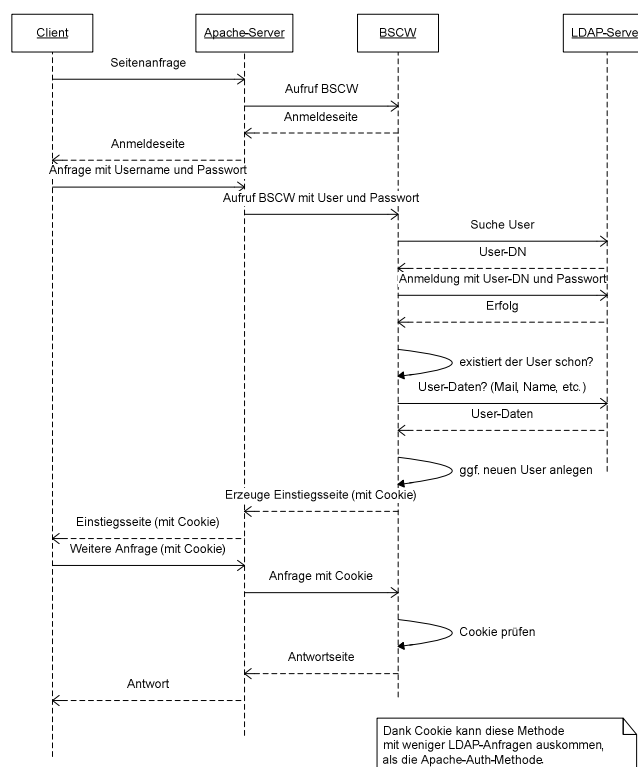 Client
Apache-Server
BSCW
LDAP-Serve
Seitenanfrage
Aufruf BSCW
Anmeldeseite
Anmeldeseite
Anfrage mit Username und Passwort
Aufruf BSCW mit User und Passwort
Suche User
User-DN
Anmeldung mit User-DN und Passwort
Erfolg
existiert der User schon?
User-Daten? (Mail, Name, etc.)
User-Daten
ggf. neuen User anlegen
Erzeuge Einstiegsseite (mit Cookie)
Einstiegsseite (mit Cookie)
Weitere Anfrage (mit Cookie)
Anfrage mit Cookie
Cookie prüfen
Antwortseite
Antwort
Dank Cookie kann diese Methode
mit weniger LDAP-Anfragen auskommen,
als die Apache-Auth-Methode.